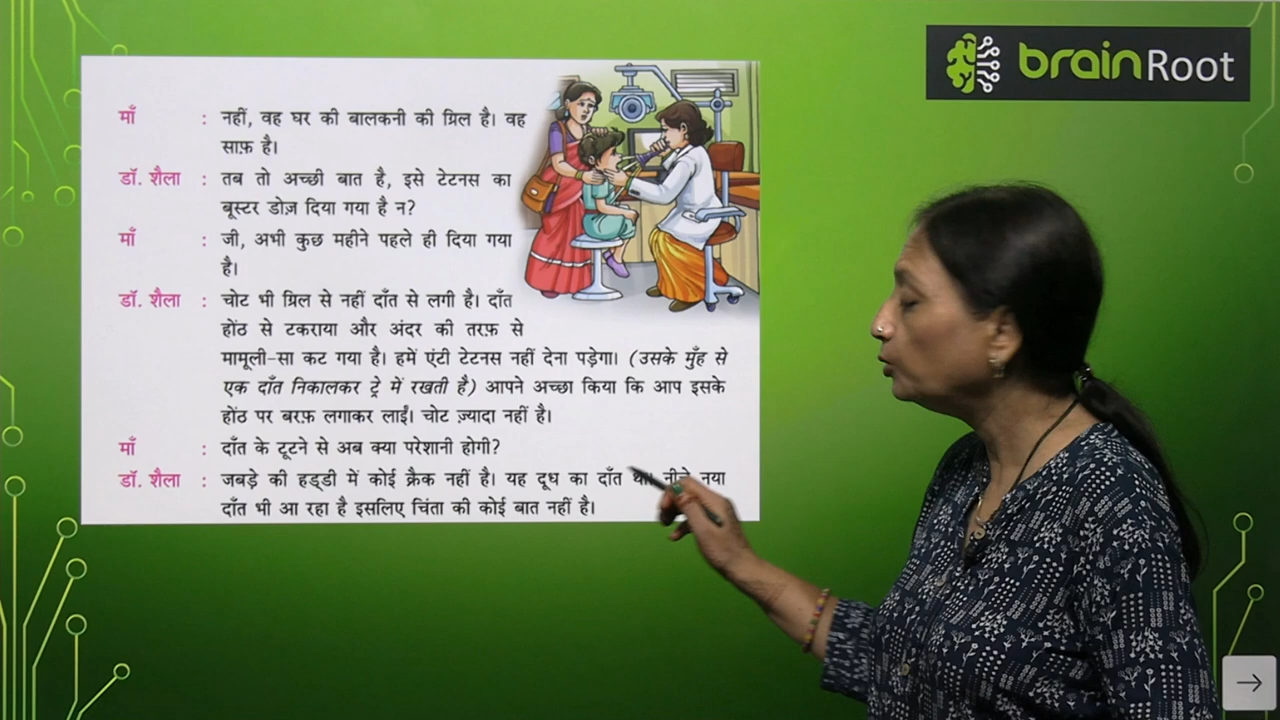 brainRoot
माँ : नहीं, वह घर की बालकनी की ग्रिल है। वह
साफ़ है।
डॉ. शैला : तब तो अच्छी बात है, इसे टेटनस का
बूस्टर डोज़ दिया गया है न?
माँ : जी, अभी कुछ महीने पहले ही दिया गया
है।
डॉ. शैला : चोट भी ग्रिल से नहीं दाँत से लगी है। दाँत
होंठ से टकराया और अंदर की तरफ़ से
मामूली-सा कट गया है। हमें एंटी टेटनस नहीं देना पड़ेगा। (उसके मुँह से
एक दाँत निकालकर ट्रे में रखती है) आपने अच्छा किया कि आप इसके
होंठ पर बरफ़ लगाकर लाईं। चोट ज़्यादा नहीं है।
माँ : दाँत के टूटने से अब क्या परेशानी होगी?
डॉ. शैला : जबड़े की हड्डी में कोई क्रैक नहीं है। यह दूध का दाँत नया
दाँत भी आ रहा है इसलिए चिंता की कोई बात नहीं है।